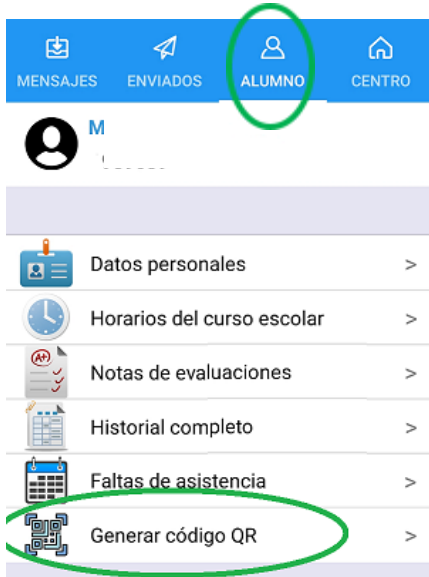 MENSAJES ENVIADOS ALUMNO CENTRO
M
Datos personales >
Horarios del curso escolar >
A+
Notas de evaluaciones >
Historial completo >
Faltas de asistencia >
Generar código QR >